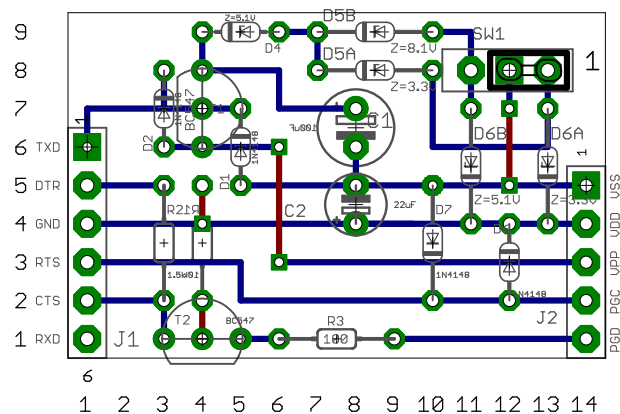 9
D5B
Z=5.1V
D4
Z=8.1V
SW1
8
D5A
1
Z=3.3
7
1N4148
BC547
100uF
C1
1
D6B
D6A
6 TXD
D2
1N4148
1
5 DTR
D1
Z=5.1V
Z=3.3V
VSS
R2
R1
C2
22uF
D7
4 GND
VDD
3 RTS
1N4148
VPP
2 CTS
N4148
PGC
T2
BC547
R3
J2
1 RXD
J1
100
PGD
6
1 2 3 4 5 6 7 8 9 10 11 12 13 14